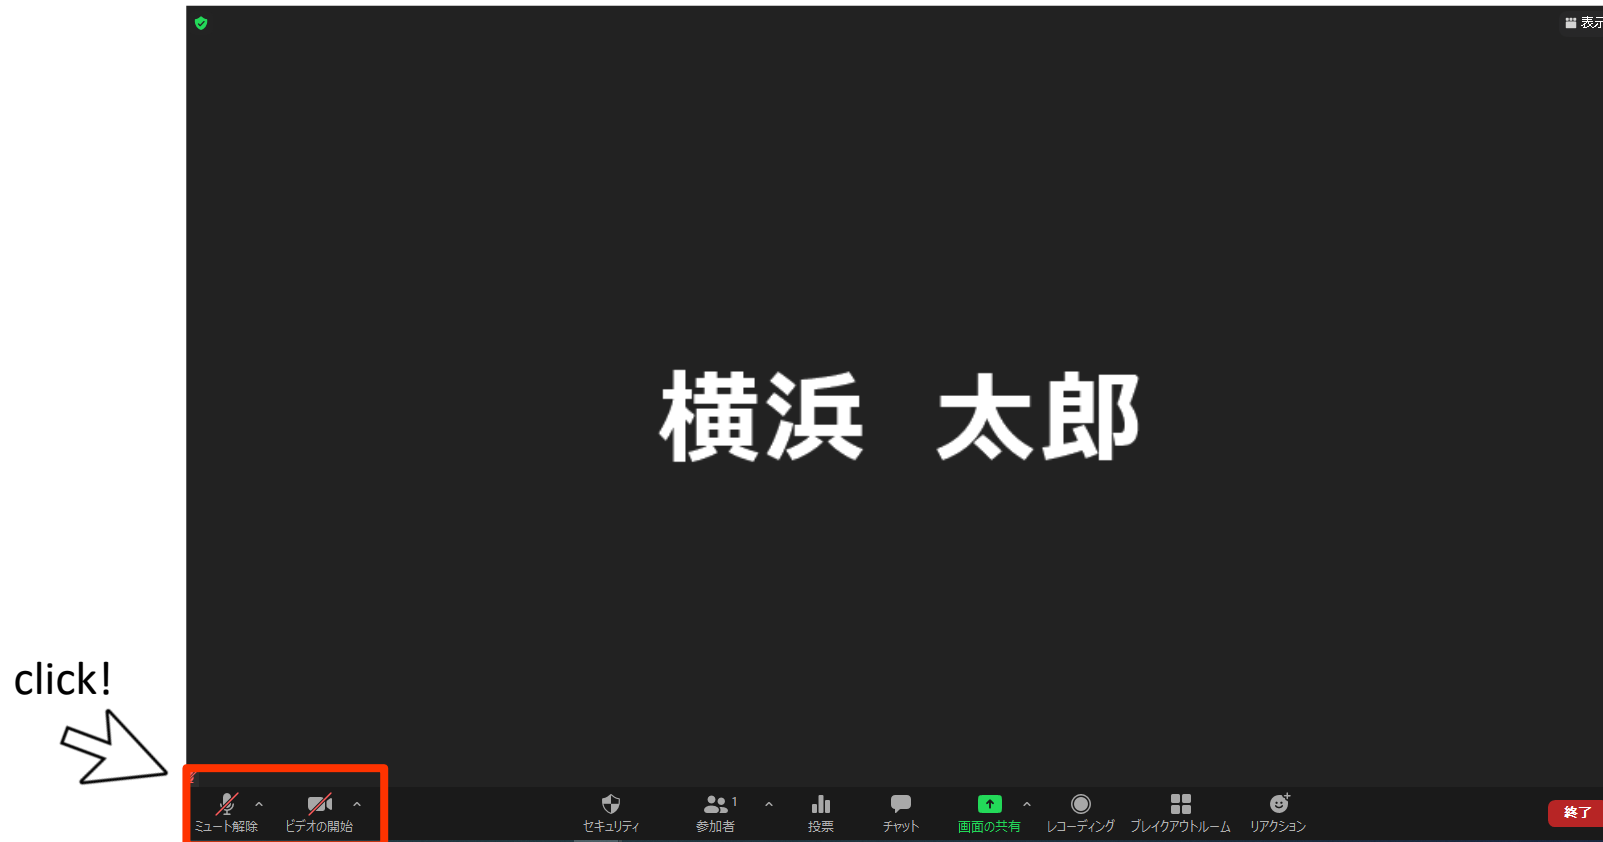 表示
横浜 太郎
click!
ミュート解除 ビデオの開始 セキュリティ 参加者 1 投票 チャット 画面の共有 レコーディング ブレイクアウトルーム リアクション 終了